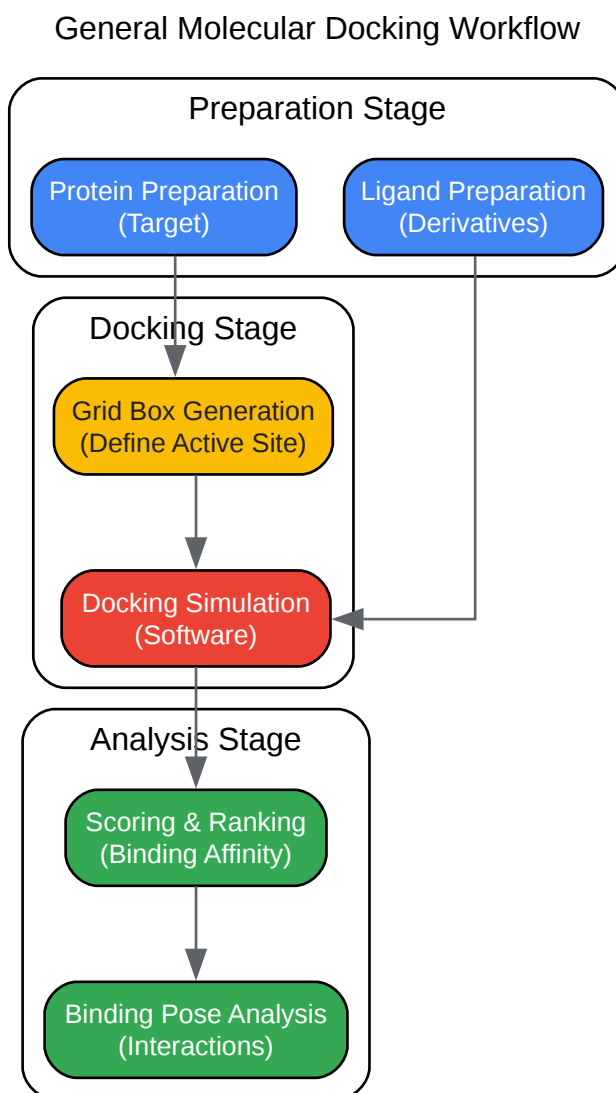 General Molecular Docking Workflow
Preparation Stage
Protein Preparation
(Target)
Ligand Preparation
(Derivatives)
Docking Stage
Grid Box Generation
(Define Active Site)
Docking Simulation
(Software)
Analysis Stage
Scoring & Ranking
(Binding Affinity)
Binding Pose Analysis
(Interactions)